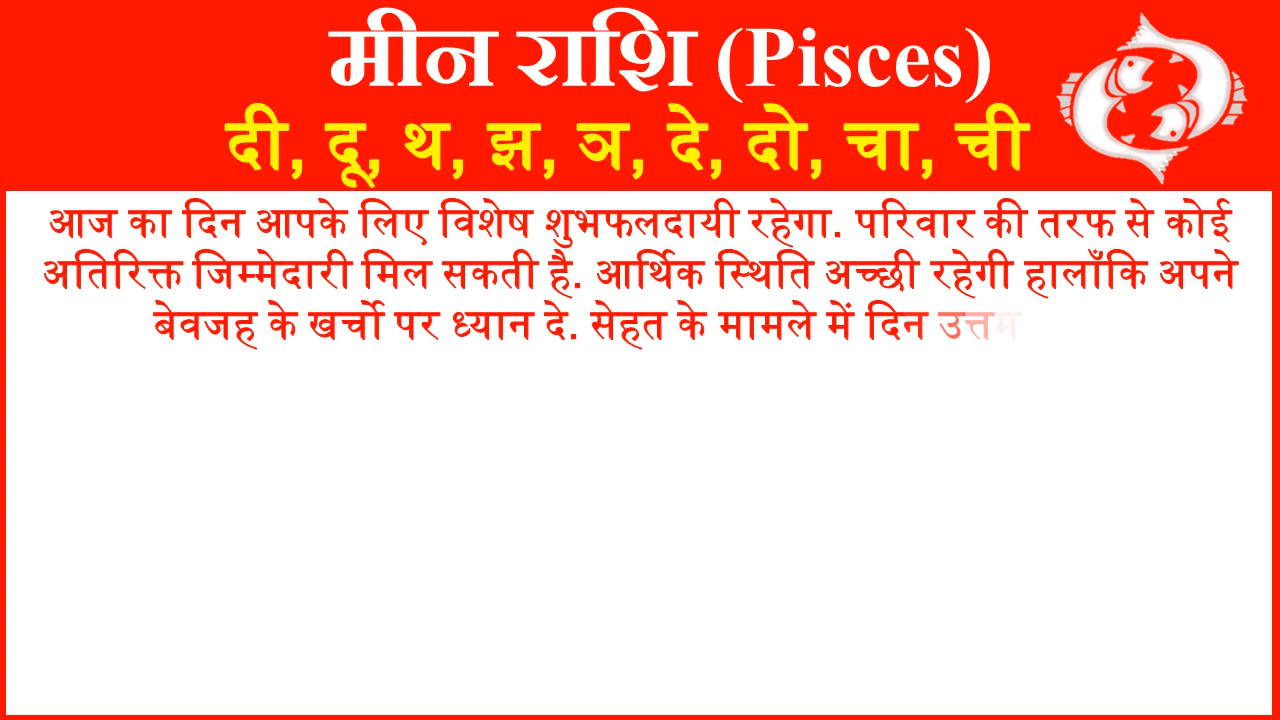 मीन राशि (Pisces)
दी, दू, थ, झ, ञ, दे, दो, चा, ची
आज का दिन आपके लिए विशेष शुभफलदायी रहेगा. परिवार की तरफ से कोई
अतिरिक्त जिम्मेदारी मिल सकती है. आर्थिक स्थिति अच्छी रहेगी हालाँकि अपने
बेवजह के खर्चो पर ध्यान दे. सेहत के मामले में दिन उत्तम